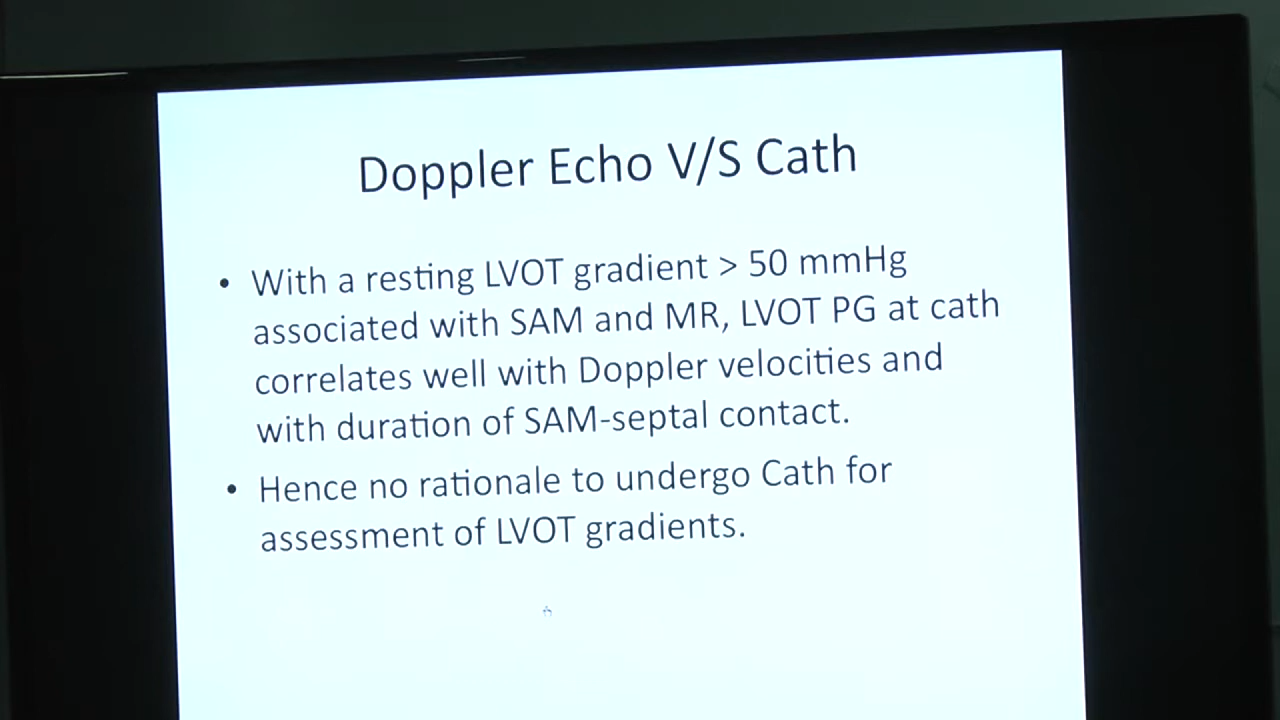 Doppler Echo V/S Cath
• With a resting LVOT gradient > 50 mmHg
associated with SAM and MR, LVOT PG at cath
correlates well with Doppler velocities and
with duration of SAM-septal contact.
• Hence no rationale to undergo Cath for
assessment of LVOT gradients.